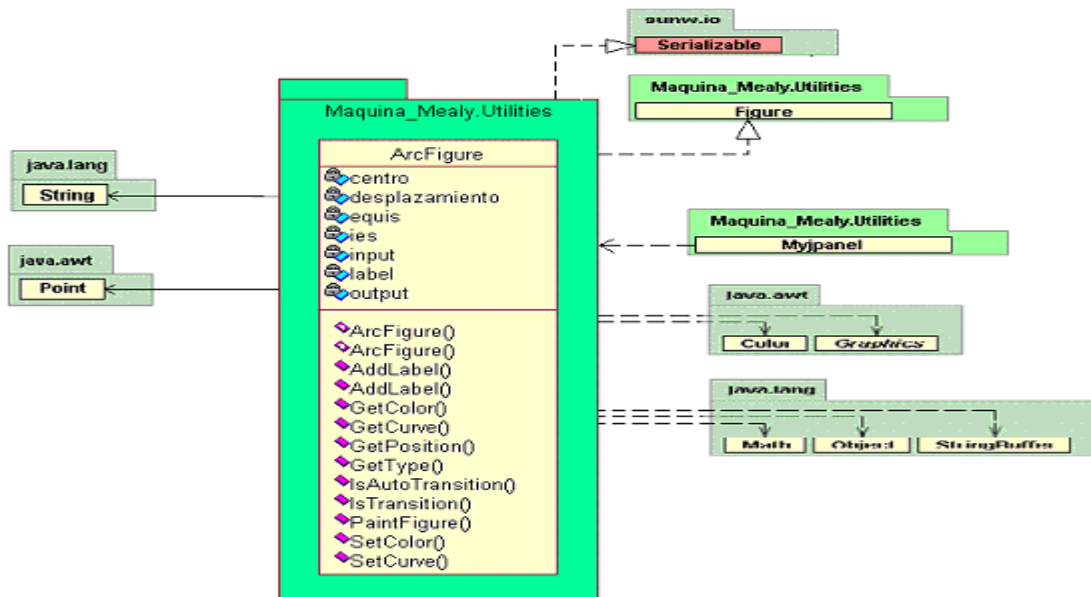 sunw.io
Serializable
Maquina_Mealy.Utilities
Figure
Maquina_Mealy.Utilities
ArcFigure
centro
desplazamiento
equis
ies
input
label
output
ArcFigure()
ArcFigure()
AddLabel()
AddLabel()
GetColor()
GetCurve()
GetPosition()
GetType()
IsAutoTransition()
IsTransition()
PaintFigure()
SetColor()
SetCurve()
java.lang
String
java.awt
Point
Maquina_Mealy.Utilities
Myjpanel
java.awt
Color
Graphics
java.lang
Math
Object
StringBuffer